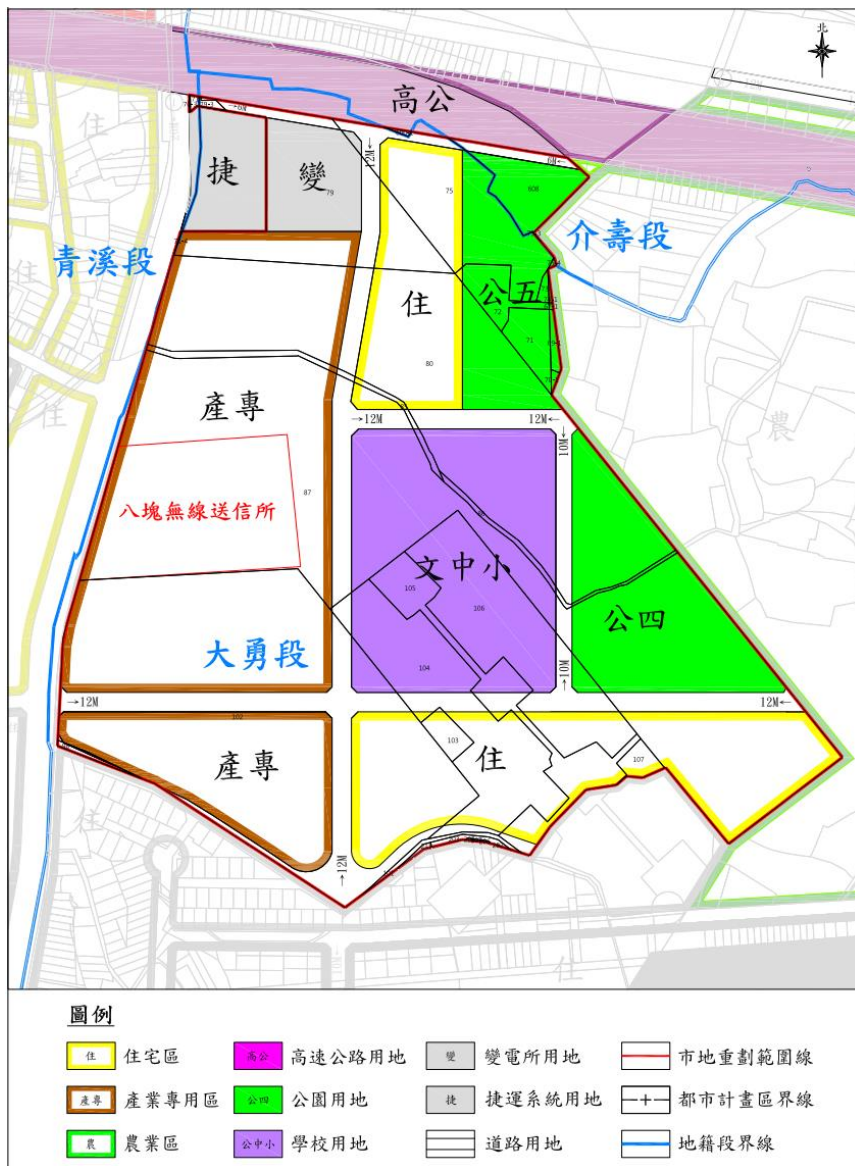 北
高公
12M
6M
捷
變
79
75
608
住
青溪段
介壽段
公五
72
71
住
80
住
產專
12M
12M
10M
農
87
八塊無線送信所
文中小
105
106
公四
大勇段
104
10M
12M
12M
102
103
產專
住
107
住
12M
住
圖例
住 住宅區
高公 高速公路用地
變 變電所用地
市地重劃範圍線
產專 產業專用區
公四 公園用地
捷 捷運系統用地
都市計畫區界線
農 農業區
公中小 學校用地
道路用地
地籍段界線